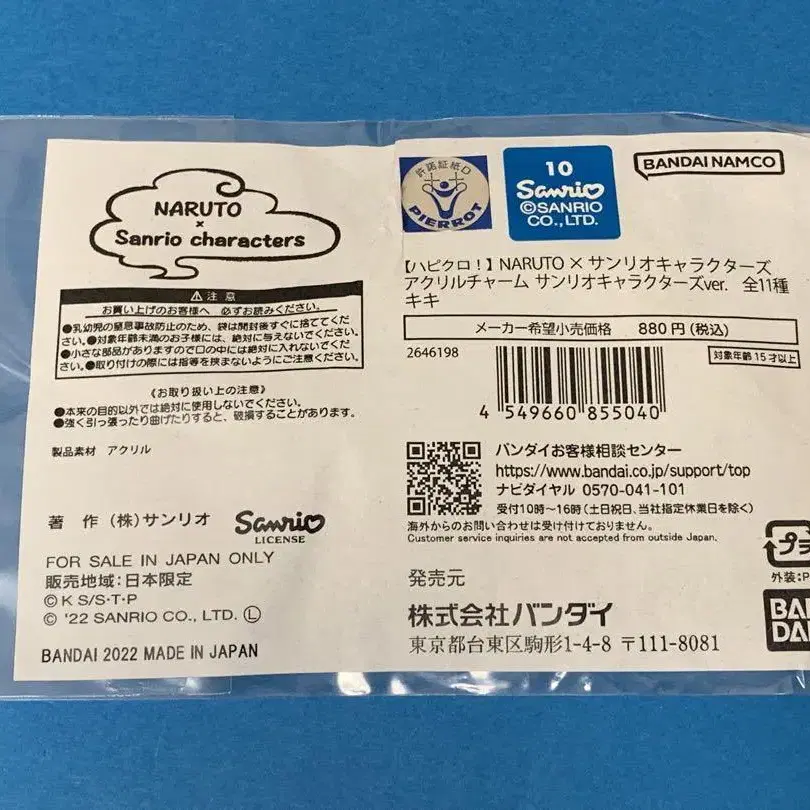 NARUTO
×
Sanrio characters
⚠注意
お買い上げのお客様へ 必ずお読みください。
●乳幼児の窒息事故防止のため、袋は開封後すぐに捨ててくだ
さい。●対象年齢未満のお子様には、絶対に与えないでください。
●小さな部品がありますので口の中には絶対に入れないでくだ
さい。●取り付けの際には指等を挟まないようにご注意ください。
《お取り扱い上の注意》
●本来の目的以外では絶対に使用しないでください。
●強く引っ張ったり曲げたりすると、破損することがあります。
製品素材 アクリル
著 作 (株)サンリオ
Sanrio
LICENSE
FOR SALE IN JAPAN ONLY
販売地域:日本限定
©K S/S・T・P
© '22 SANRIO CO., LTD. Ⓛ
BANDAI 2022 MADE IN JAPAN
許諾証紙D
PIERROT
10
Sanrio
©SANRIO
CO.,LTD.
BANDAI NAMCO
【ハピクロ!】NARUTO×サンリオキャラクターズ
アクリルチャーム サンリオキャラクターズver. 全11種
キキ
メーカー希望小売価格 880円(税込)
2646198
対象年齢15才以上
4 549660 855040
バンダイお客様相談センター
https://www.bandai.co.jp/support/top
ナビダイヤル 0570-041-101
受付10時〜16時(土日祝日、当社指定休業日を除く)
海外からのお問い合わせは受け付けておりません。
Customer service inquiries are not accepted from outside Japan.
発売元
株式会社バンダイ
東京都台東区駒形1-4-8 〒111-8081
プラ
外装:P
BAN
DAI